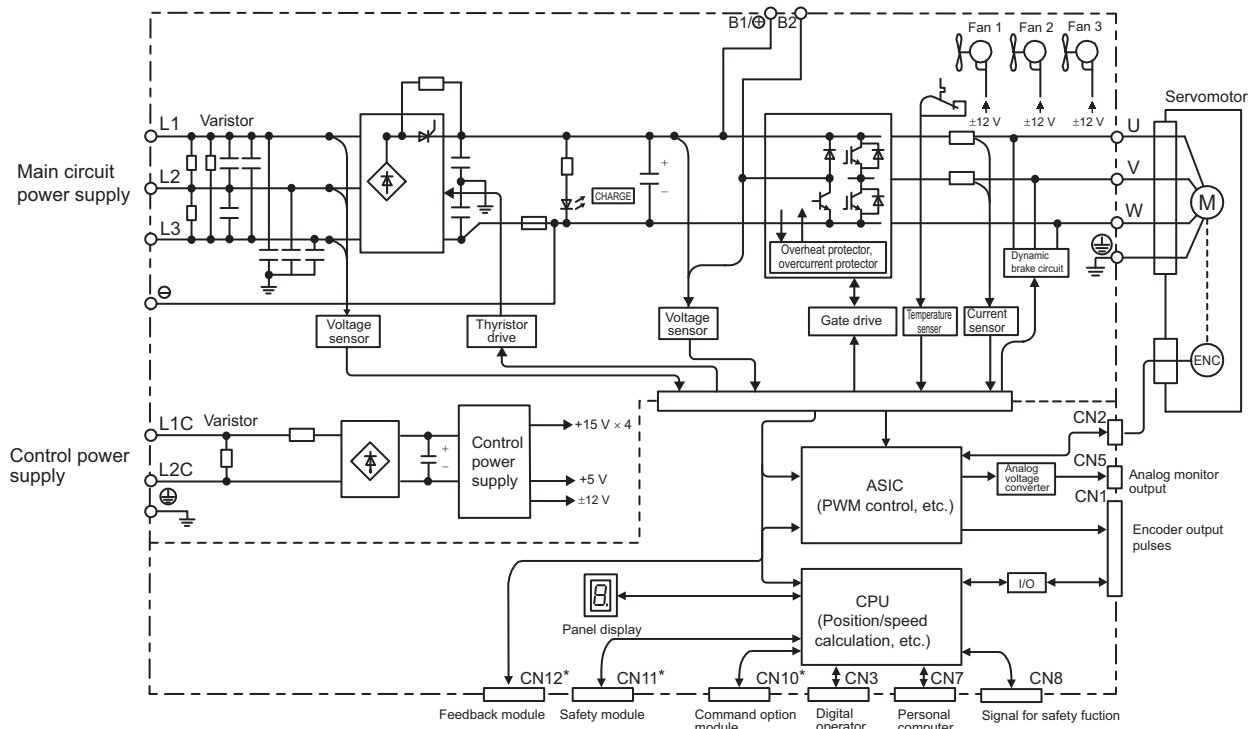 B1/⊕ B2
Fan 1 Fan 2 Fan 3
±12 V ±12 V ±12 V
Servomotor
Main circuit
power supply
L1
Varistor
L2
L3
⊖
+
−
CHARGE
Overheat protector,
overcurrent protector
U
V
W
M
Dynamic
brake circuit
Voltage
sensor
Thyristor
drive
Voltage
sensor
Gate drive
Temperature
senser
Current
sensor
ENC
Control power
supply
L1C
Varistor
L2C
+
−
Control
power
supply
+15 V × 4
+5 V
±12 V
ASIC
(PWM control, etc.)
Analog
voltage
converter
CN2
CN5
Analog monitor
output
CN1
Encoder output
pulses
I/O
CPU
(Position/speed
calculation, etc.)
8.
Panel display
CN12* CN11* CN10* CN3 CN7 CN8
Feedback module
Safety module
Command option
module
Digital
operator
Personal
computer
Signal for safety fuction